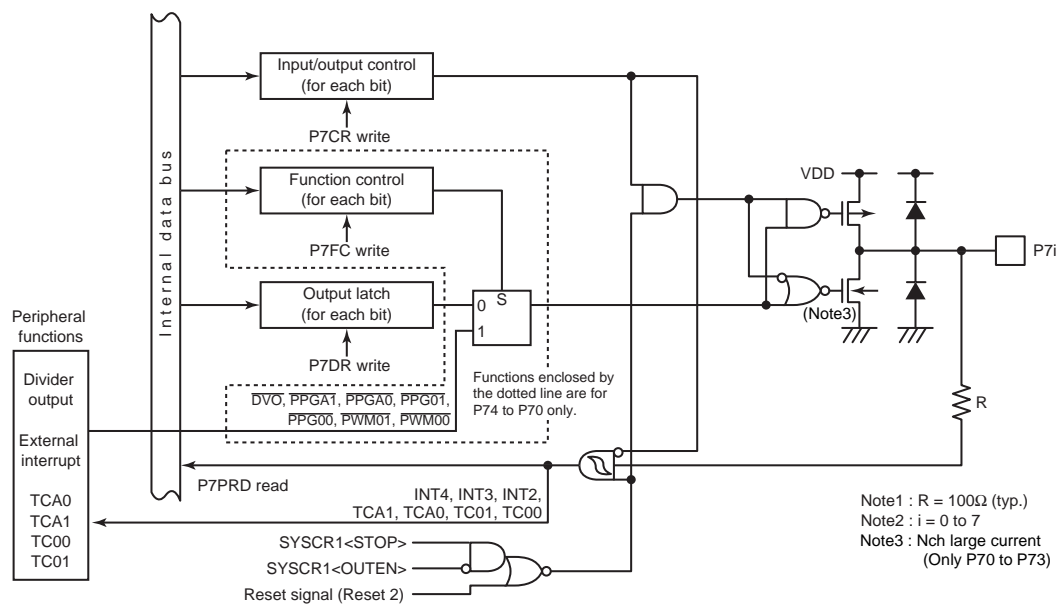 Input/output control
(for each bit)
P7CR write
Internal data bus
Function control
(for each bit)
P7FC write
VDD
P7i
(Note3)
S
0
1
Output latch
(for each bit)
P7DR write
Peripheral
functions
Divider
output
External
interrupt
TCA0
TCA1
TC00
TC01
Functions enclosed by
the dotted line are for
P74 to P70 only.
DVO, PPGA1, PPGA0, PPG01,
PPG00, PWM01, PWM00
R
P7PRD read
INT4, INT3, INT2,
TCA1, TCA0, TC01, TC00
SYSCR1<STOP>
SYSCR1<OUTEN>
Reset signal (Reset 2)
Note1 : R = 100Ω (typ.)
Note2 : i = 0 to 7
Note3 : Nch large current
(Only P70 to P73)